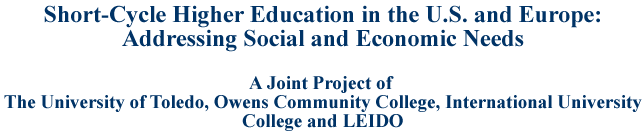 Short-Cycle Higher Education in the U.S. and Europe:
Addressing Social and Economic Needs
A Joint Project of
The University of Toledo, Owens Community College, International University
College and LEIDO